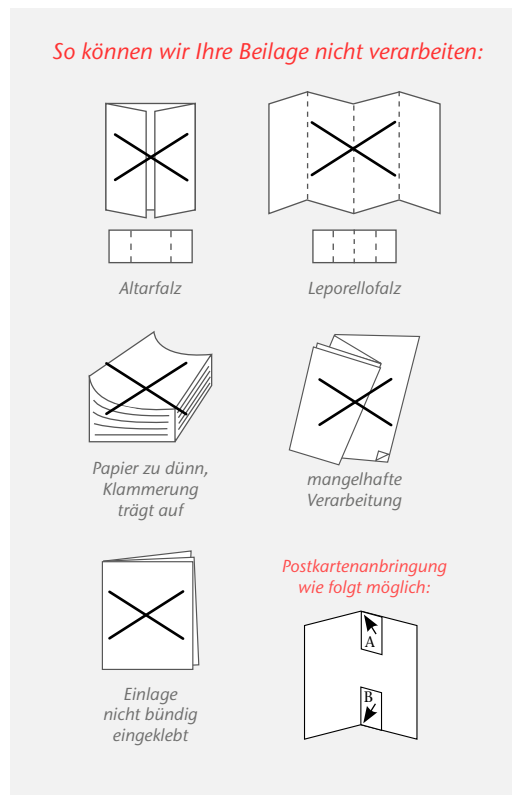 So können wir Ihre Beilage nicht verarbeiten:
Altarfalz
Leporellofalz
Papier zu dünn,
Klammerung
trägt auf
mangelhafte
Verarbeitung
Einlage
nicht bündig
eingeklebt
Postkartenanbringung
wie folgt möglich:
A
B